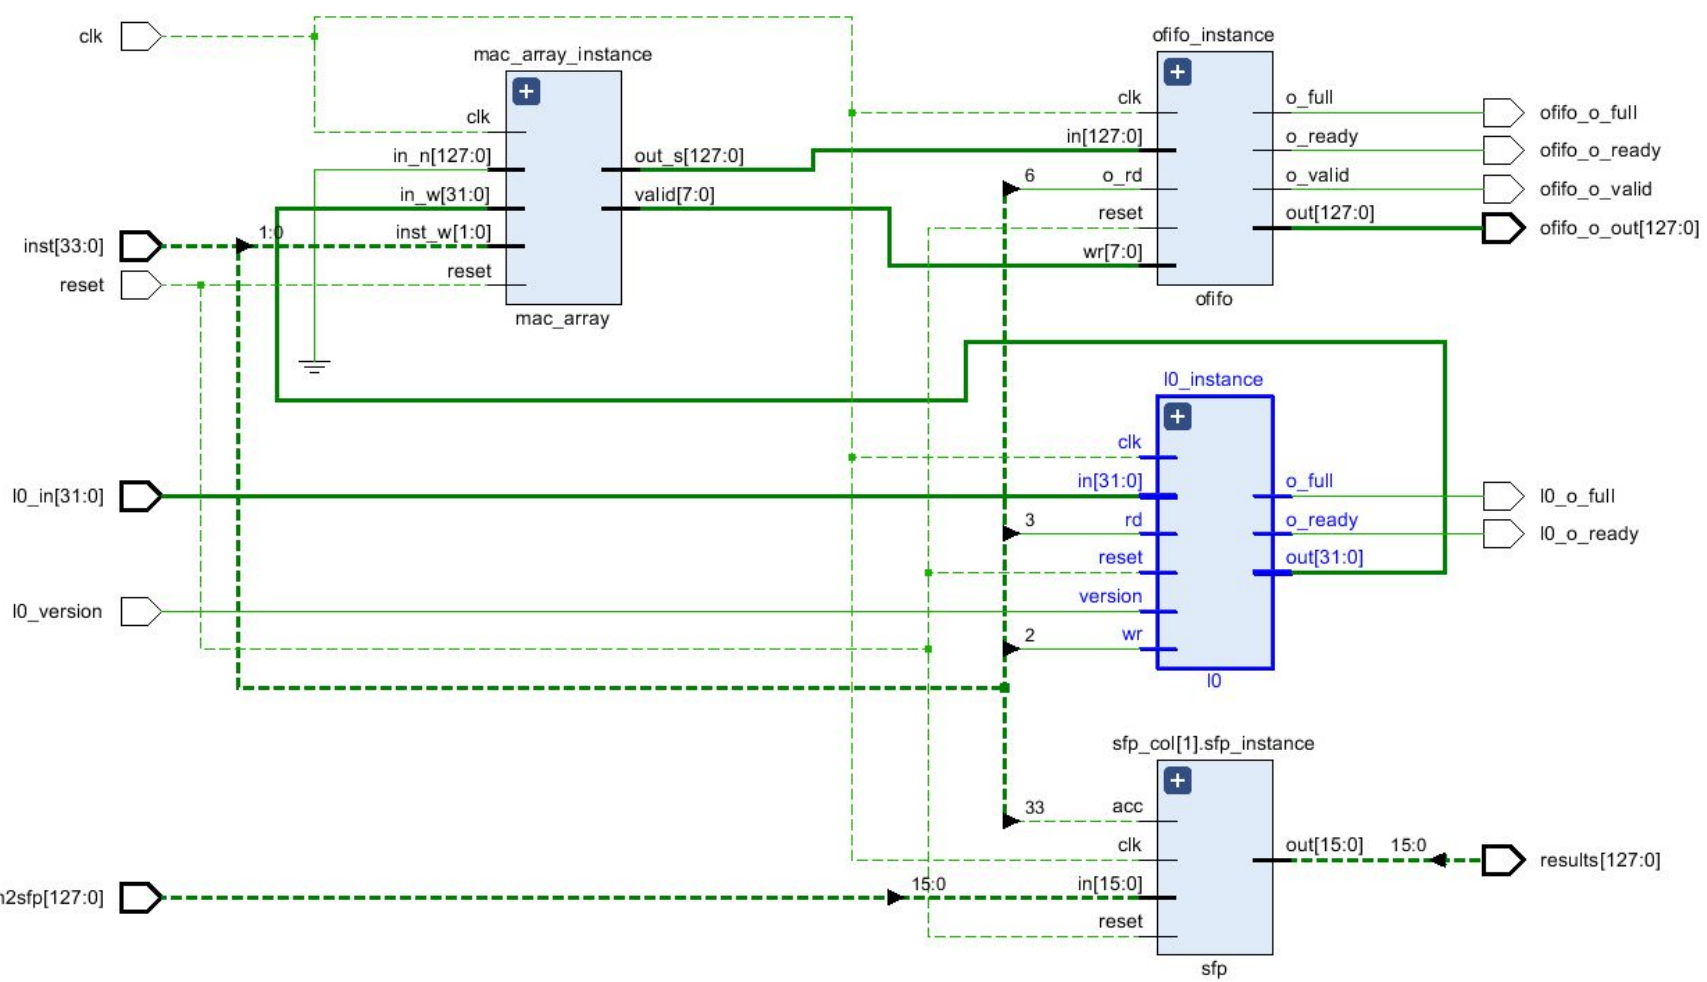 clk
inst[33:0]
reset
l0_in[31:0]
l0_version
n2sfp[127:0]
1:0
mac_array_instance
clk
in_n[127:0]
in_w[31:0]
inst_w[1:0]
reset
out_s[127:0]
valid[7:0]
mac_array
ofifo_instance
clk
in[127:0]
6
o_rd
reset
wr[7:0]
o_full
o_ready
o_valid
out[127:0]
ofifo
ofifo_o_full
ofifo_o_ready
ofifo_o_valid
ofifo_o_out[127:0]
l0_instance
clk
in[31:0]
3
rd
reset
version
2
wr
o_full
o_ready
out[31:0]
l0
l0_o_full
l0_o_ready
sfp_col[1].sfp_instance
33
acc
clk
15:0
in[15:0]
reset
out[15:0]
15:0
sfp
results[127:0]